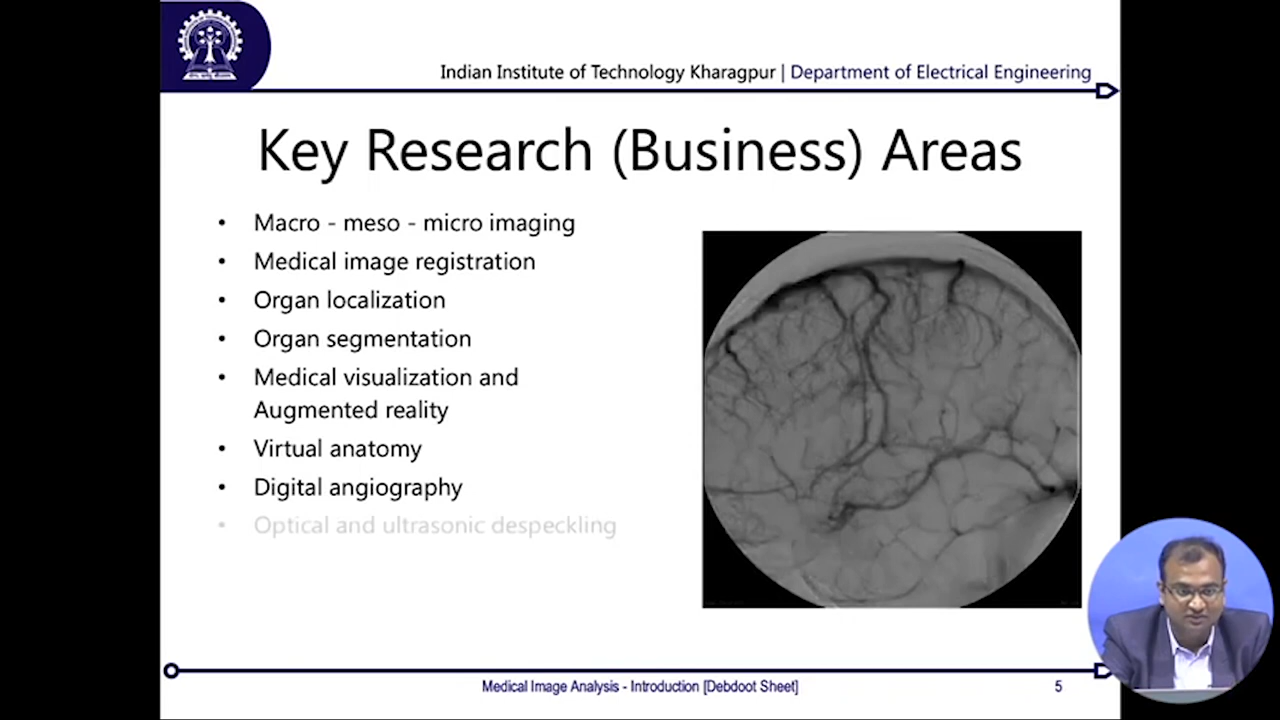 Indian Institute of Technology Kharagpur | Department of Electrical Engineering
Key Research (Business) Areas
• Macro - meso - micro imaging
• Medical image registration
• Organ localization
• Organ segmentation
• Medical visualization and
Augmented reality
• Virtual anatomy
• Digital angiography
• Optical and ultrasonic despeckling
Medical Image Analysis - Introduction [Debdoot Sheet]
5